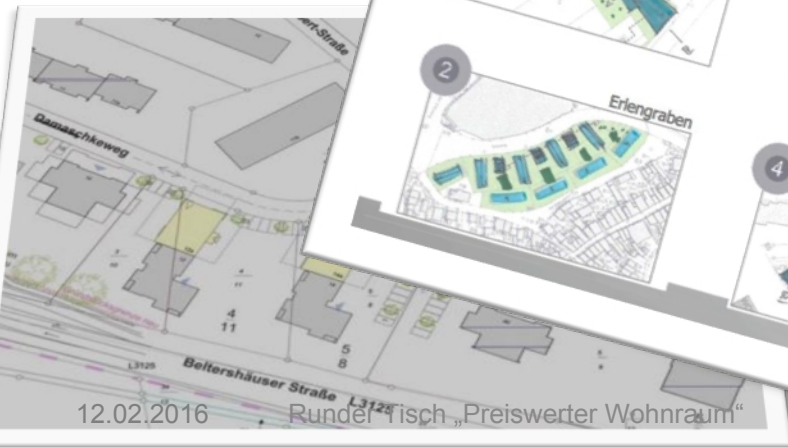 bert-Straße
Damaschkeweg
2
Erlengraben
4
4
11
5
8
L3125
Beltershäuser Straße L3125
12.02.2016 Runder Tisch „Preiswerter Wohnraum“